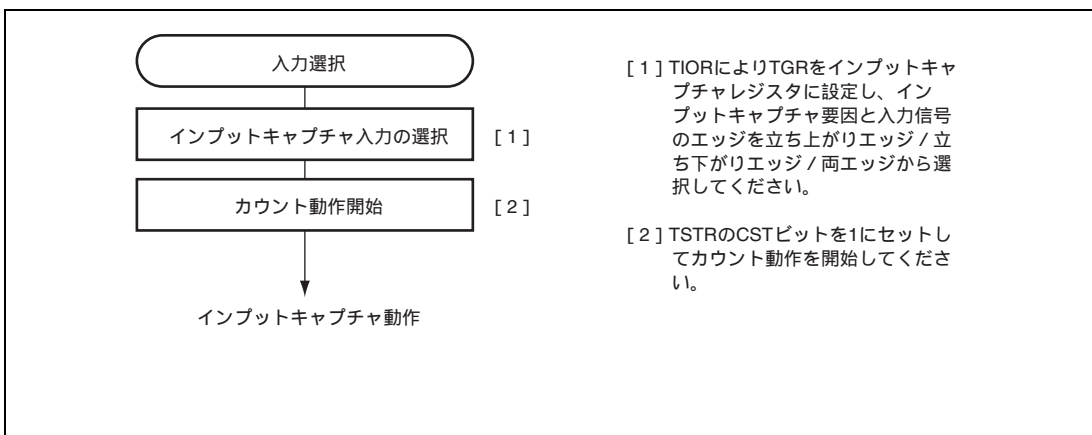 入力選択
インプットキャプチャ入力の選択 [1]
カウント動作開始 [2]
インプットキャプチャ動作
[1] TIORによりTGRをインプットキャ
プチャレジスタに設定し、イン
プットキャプチャ要因と入力信号
のエッジを立ち上がりエッジ／立
ち下がりエッジ／両エッジから選
択してください。
[2] TSTRのCSTビットを1にセットし
てカウント動作を開始してくださ
い。